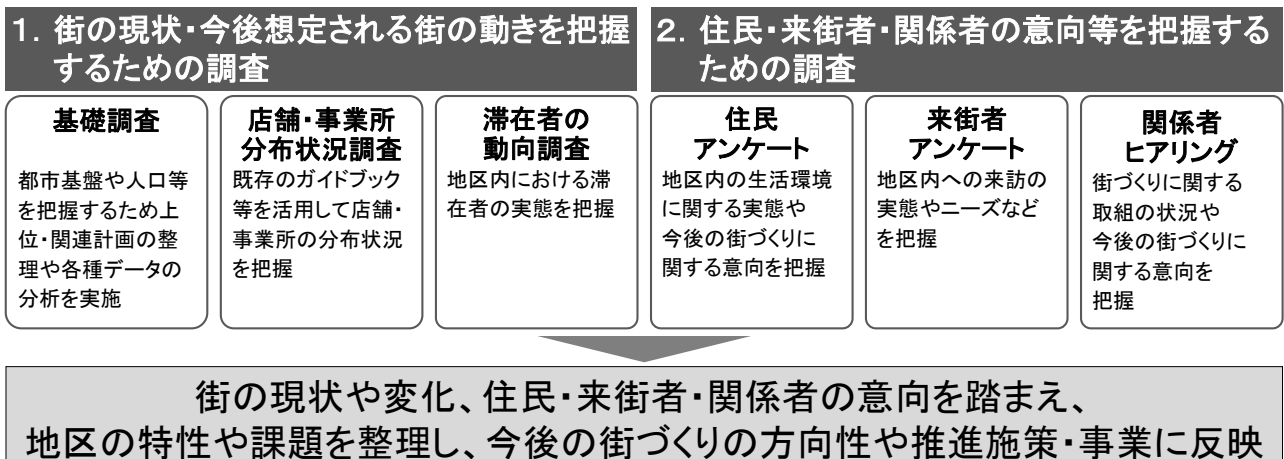 1．街の現状・今後想定される街の動きを把握
するための調査
2．住民・来街者・関係者の意向等を把握する
ための調査
基礎調査
都市基盤や人口等
を把握するため上
位・関連計画の整
理や各種データの
分析を実施
店舗・事業所
分布状況調査
既存のガイドブック
等を活用して店舗・
事業所の分布状況
を把握
滞在者の
動向調査
地区内における滞
在者の実態を把握
住民
アンケート
地区内の生活環境
に関する実態や
今後の街づくりに
関する意向を把握
来街者
アンケート
地区内への来訪の
実態やニーズなど
を把握
関係者
ヒアリング
街づくりに関する
取組の状況や
今後の街づくりに
関する意向を
把握
街の現状や変化、住民・来街者・関係者の意向を踏まえ、
地区の特性や課題を整理し、今後の街づくりの方向性や推進施策・事業に反映